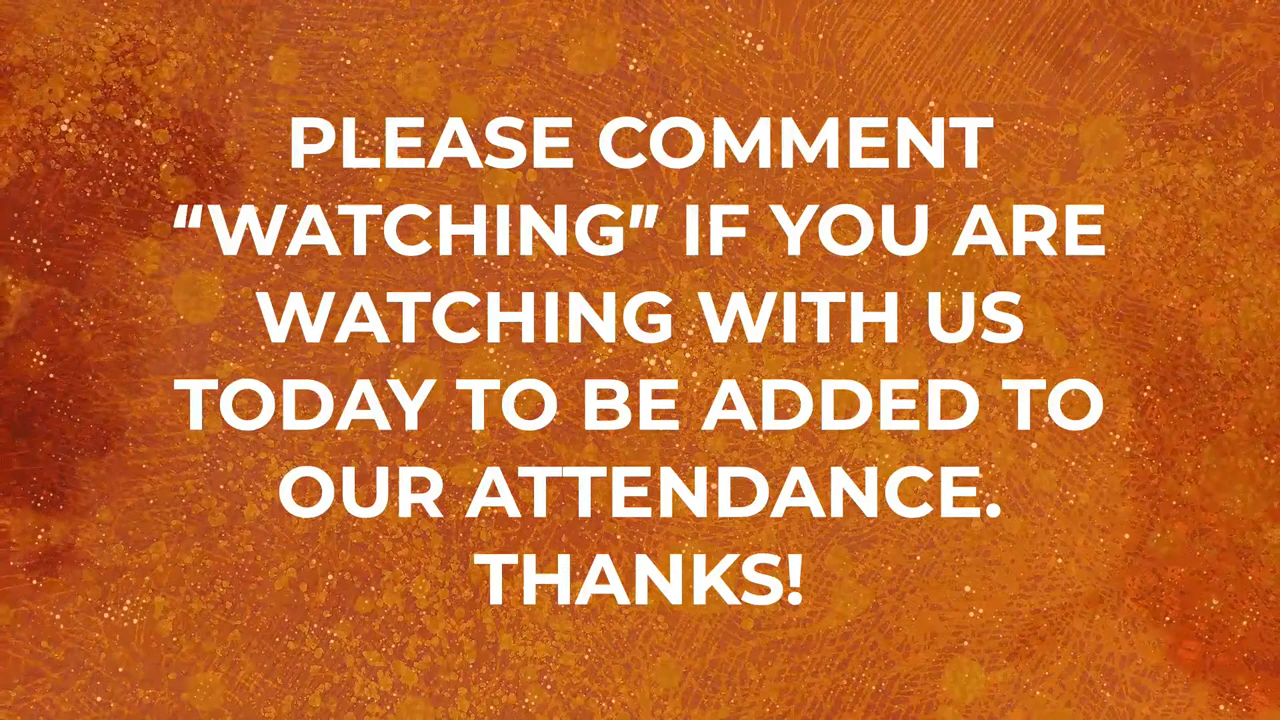 PLEASE COMMENT
“WATCHING” IF YOU ARE
WATCHING WITH US
TODAY TO BE ADDED TO
OUR ATTENDANCE.
THANKS!